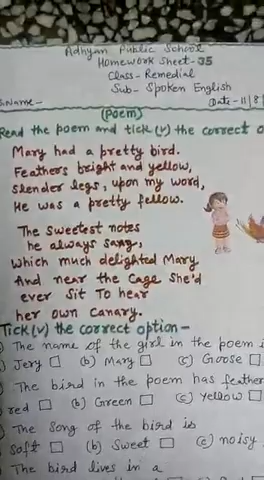 Adhyan Public School
Homework Sheet-35
Class- Remedial
Sub- Spoken English
Name-
Date-11/8/
(Poem)
Read the poem and tick (√) the correct o
Mary had a pretty bird.
Feathers bright and yellow,
Slender legs, upon my word,
He was a pretty fellow.
The sweetest notes
he always sang,
which much delighted Mary
And near the cage she'd
ever sit To hear
her own canary.
Tick(√) the correct option-
The name of the girl in the poem i
Jery □ (b) Mary □ (c) Goose □
The bird in the poem has feather
red □ (b) Green □ (c) yellow □
The song of the bird is
Soft □ (b) Sweet □ (c) noisy
The bird lives in a